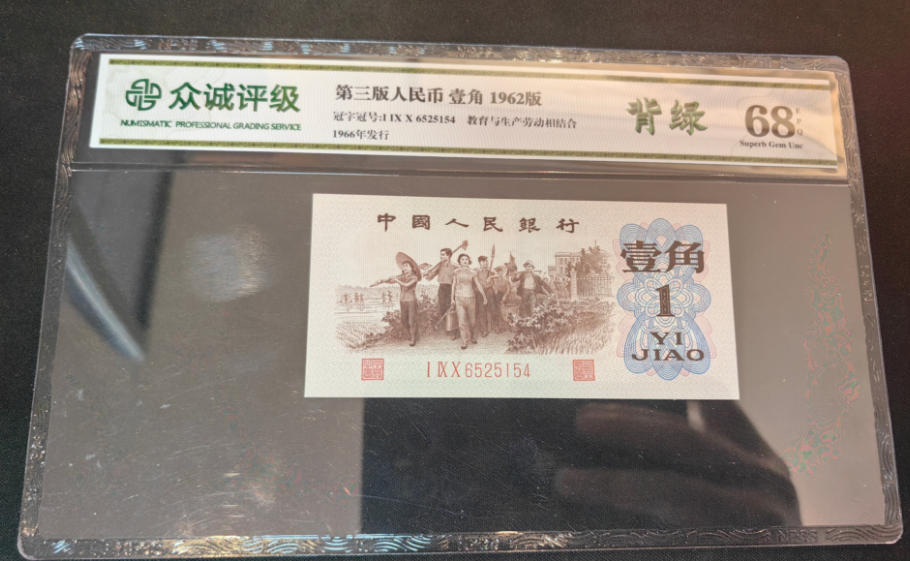 众诚评级
NUMISMATIC PROFESSIONAL GRADING SERVICE
第三版人民币 壹角 1962版
冠字冠号:I IX X 6525154 教育与生产劳动相结合
1966年发行
背绿
68 EPQ
Superb Gem Unc
中國人民銀行
壹角
1
YI
JIAO
I IX X 6525154